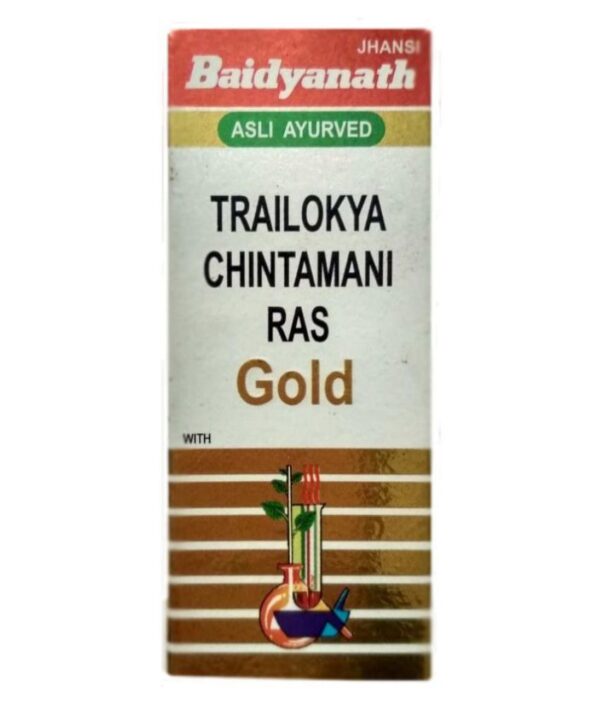 JHANSI
Baidyanath
ASLI AYURVED
TRAILOKYA
CHINTAMANI
RAS
Gold
WITH